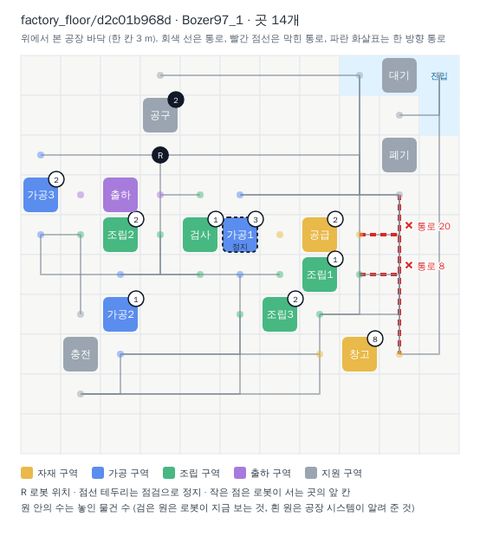 factory_floor/d2c01b968d · Bozer97_1 · 곳 14개
위에서 본 공장 바닥 (한 칸 3 m). 회색 선은 통로, 빨간 점선은 막힌 통로, 파란 화살표는 한 방향 통로
대기
2
공구
R
폐기
2
가공3
출하
2
조립2
1
검사
3
가공1
정지
2
공급
✕ 통로 20
1
조립1
✕ 통로 8
1
가공2
2
조립3
충전
8
창고
자재 구역
가공 구역
조립 구역
출하 구역
지원 구역
R 로봇 위치 · 점선 테두리는 점검으로 정지 · 작은 점은 로봇이 서는 곳의 앞 칸
원 안의 수는 놓인 물건 수 (검은 원은 로봇이 지금 보는 것, 흰 원은 공장 시스템이 알려 준 것)